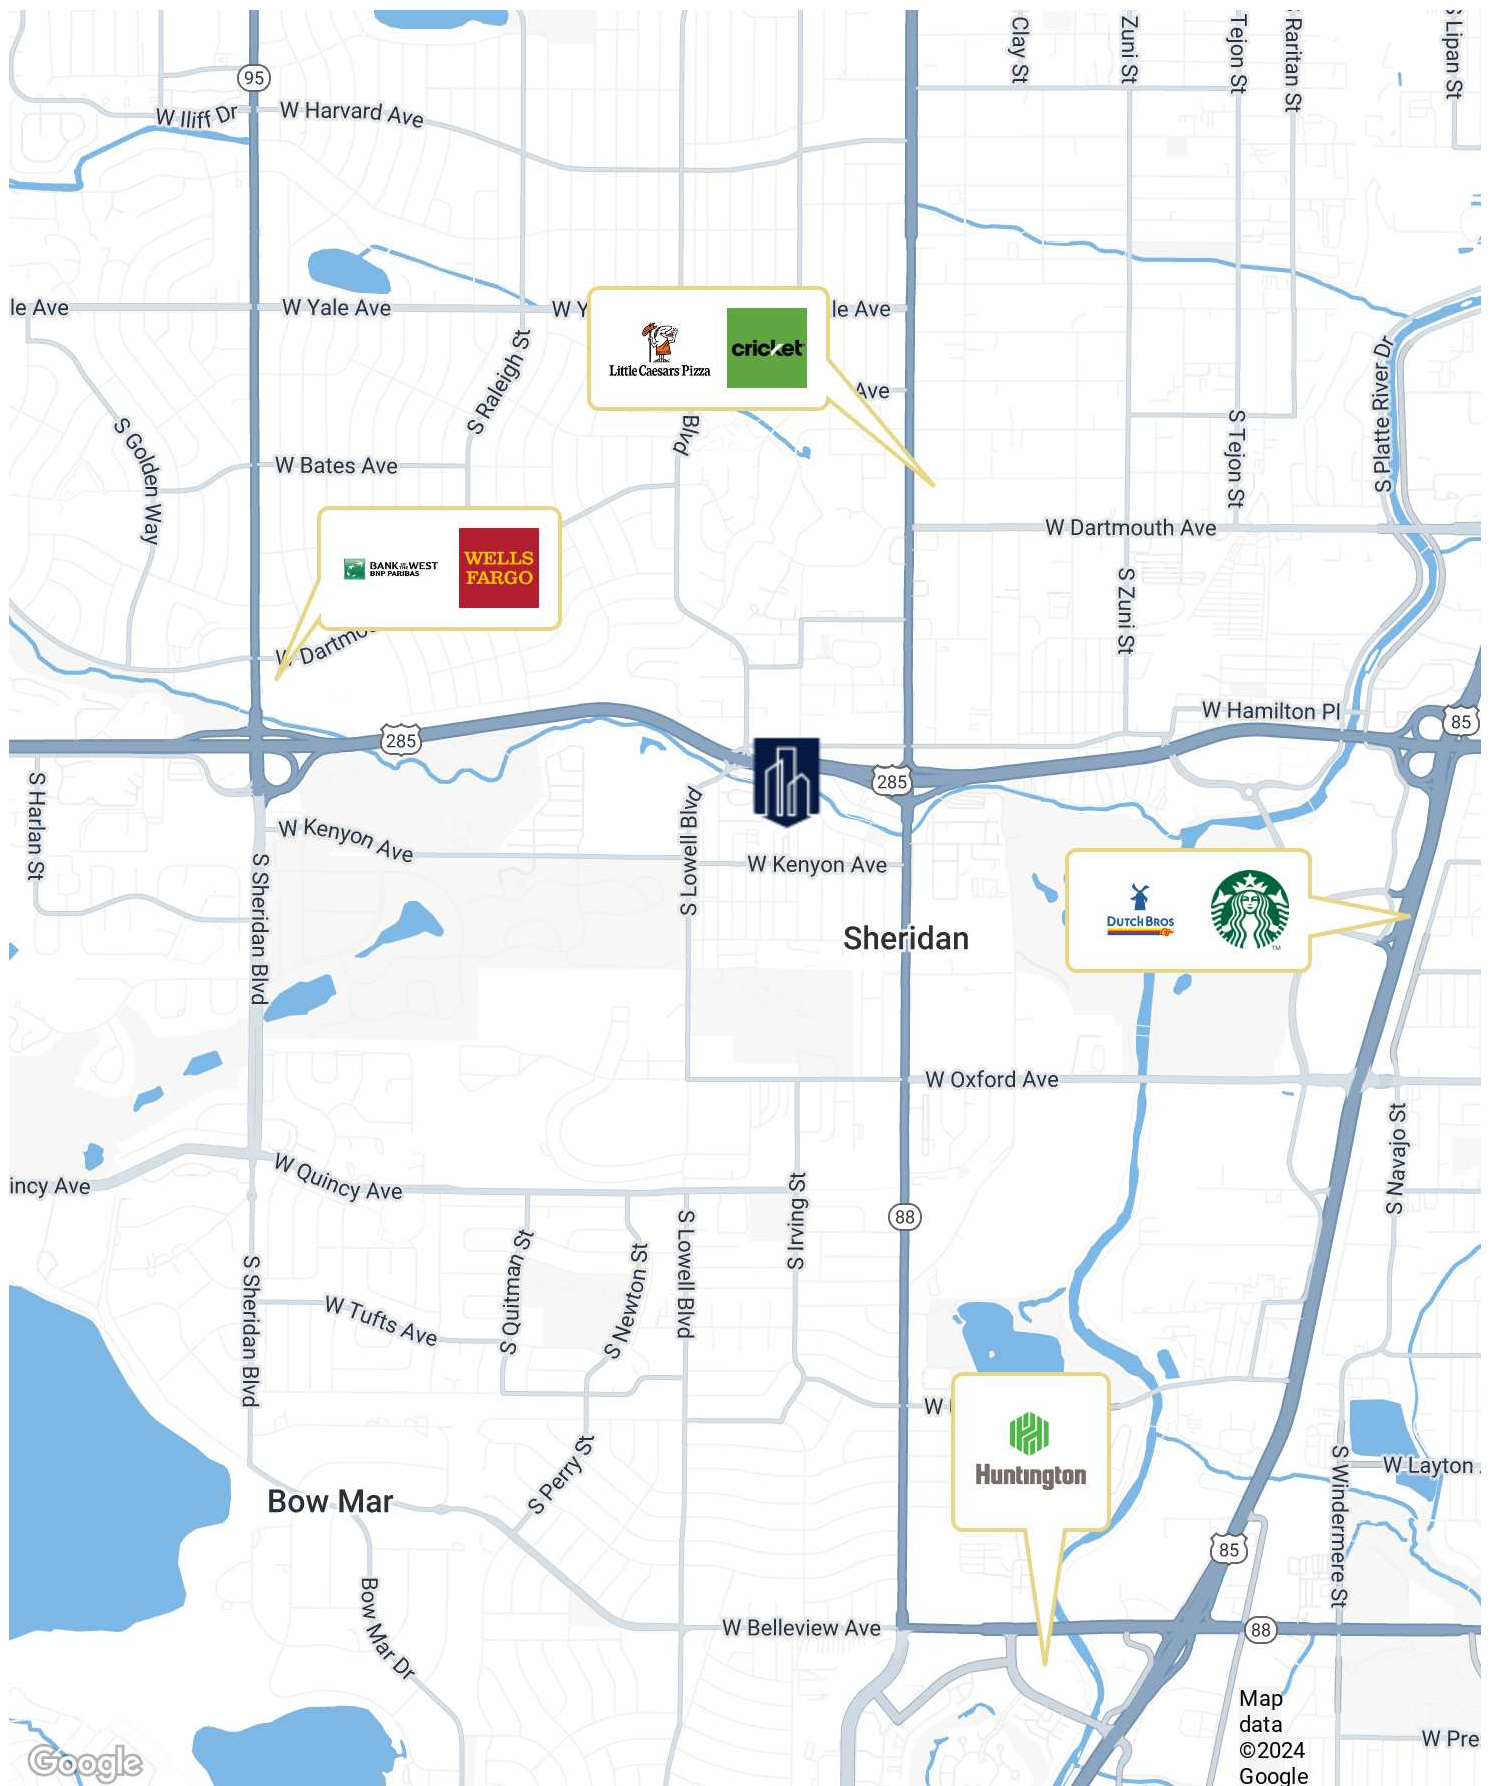 Clay St
Zuni St
Tejon St
Raritan St
S Lipan St
95
W Iliff Dr
W Harvard Ave
le Ave
W Yale Ave
W Y
le Ave
Little Caesars Pizza
cricket
Ave
S Raleigh St
Blvd
S Golden Way
W Bates Ave
S Tejon St
S Platte River Dr
W Dartmouth Ave
BANK OF THE WEST
BNP PARIBAS
WELLS
FARGO
S Zuni St
W Dartmou
W Hamilton Pl
85
285
285
S Harlan St
W Kenyon Ave
S Lowell Blvd
W Kenyon Ave
S Sheridan Blvd
DUTCH BROS
TM
Sheridan
W Oxford Ave
S Navajo St
incy Ave
W Quincy Ave
S Irving St
88
S Quitman St
S Newton St
S Lowell Blvd
S Sheridan Blvd
W Tufts Ave
W
Huntington
S Perry St
W Layton
S Windermere St
Bow Mar
85
Bow Mar Dr
W Belleview Ave
88
Map
data
©2024
Google
W Pre
Google